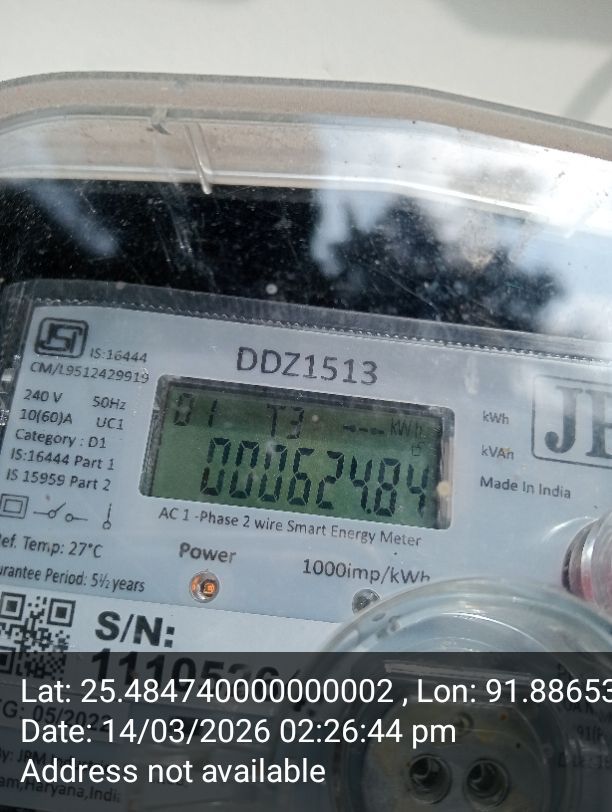 IS:16444
CM/L9512429919
DDZ1513
240 V 50Hz
10(60)A UC1
Category : D1
IS:16444 Part 1
IS 15959 Part 2
01 T3 ---kWh
000624.84
kWh
kVAh
Made In India
AC 1 -Phase 2 wire Smart Energy Meter
Ref. Temp: 27°C
Power
1000imp/kWh
Guarantee Period: 5½ years
S/N:
Lat: 25.484740000000002 , Lon: 91.88653
Date: 14/03/2026 02:26:44 pm
Address not available